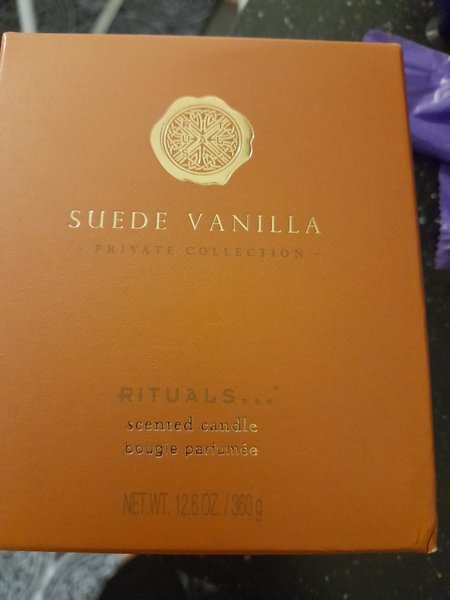 SUEDE VANILLA
- PRIVATE COLLECTION -
RITUALS...®
scented candle
bougie parfumée
NET.WT. 12.6 OZ. / 360 g